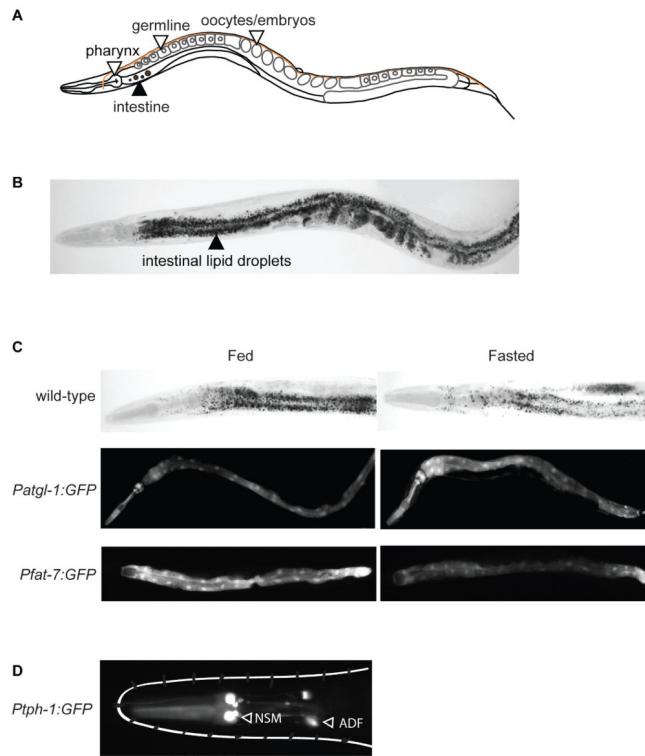 A
oocytes/embryos
germline
pharynx
intestine
B
intestinal lipid droplets
C
Fed
Fasted
wild-type
Patgl-1:GFP
Pfat-7:GFP
D
Ptph-1:GFP
NSM
ADF